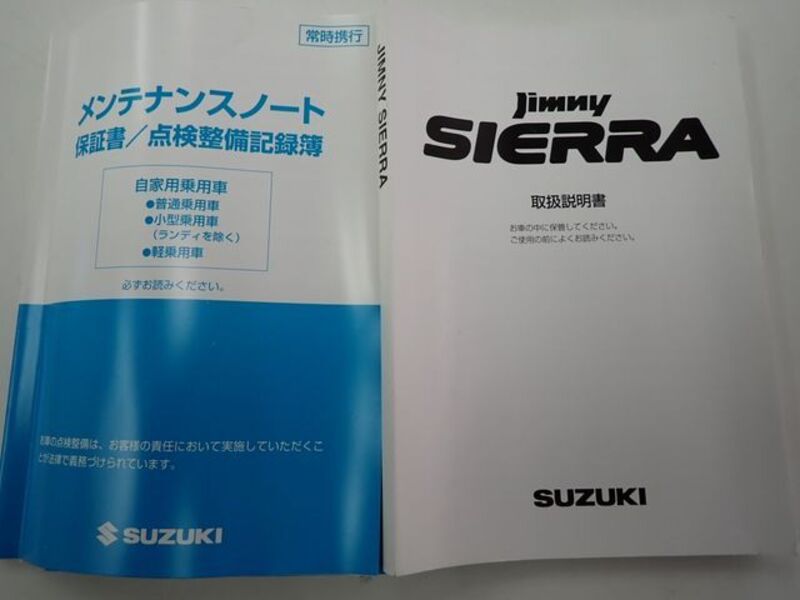 常時携行
メンテナンスノート
保証書/点検整備記録簿
自家用乗用車
●普通乗用車
●小型乗用車
(ランディを除く)
●軽乗用車
必ずお読みください。
お車の点検整備は、お客様の責任において実施していただくこ
とが法律で義務づけられています。
SUZUKI
JIMNY SIERRA
Jimny
SIERRA
取扱説明書
お車の中に保管してください。
ご使用の前によくお読みください。
SUZUKI